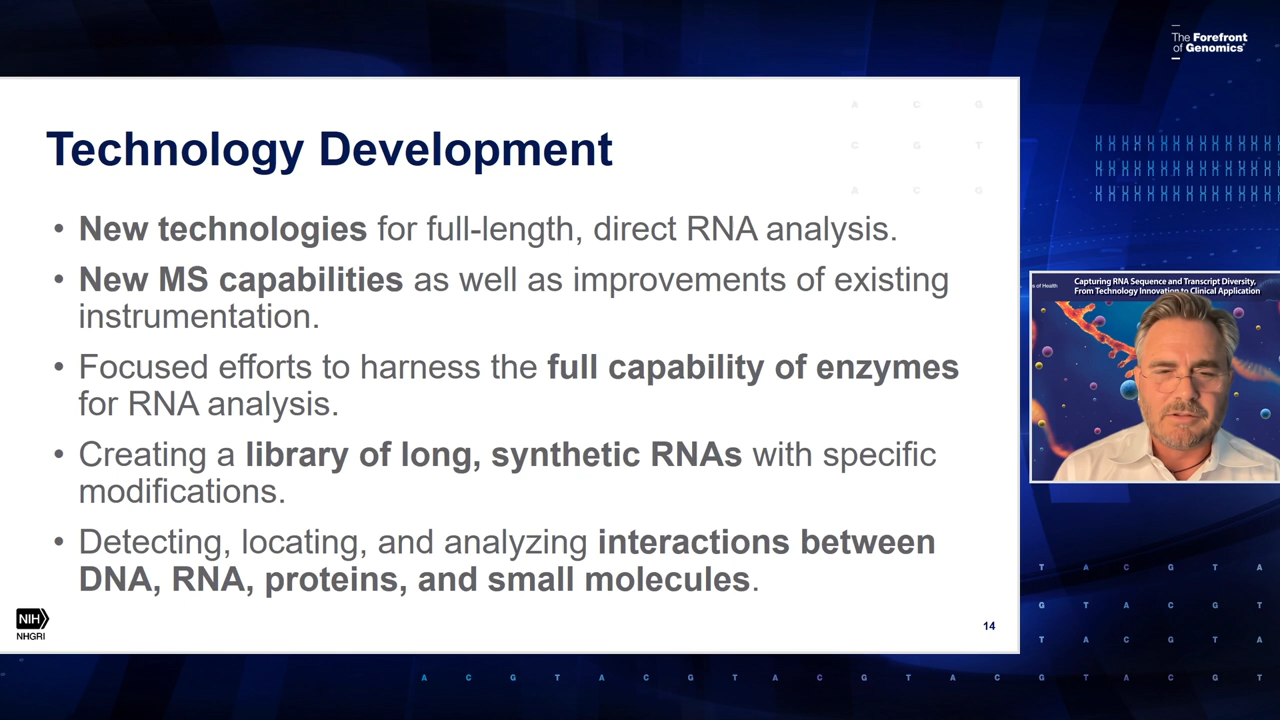 The Forefront
of Genomics®
A C G
C G T
A C G
Technology Development
• New technologies for full-length, direct RNA analysis.
• New MS capabilities as well as improvements of existing
instrumentation.
• Focused efforts to harness the full capability of enzymes
for RNA analysis.
• Creating a library of long, synthetic RNAs with specific
modifications.
• Detecting, locating, and analyzing interactions between
DNA, RNA, proteins, and small molecules.
NIH
NHGRI
14
s of Health
Capturing RNA Sequence and Transcript Diversity,
From Technology Innovation to Clinical Application
T A C G T A
G T A C G T
T A C G T A
A C G T A C G T A C G T A C G T A C G T